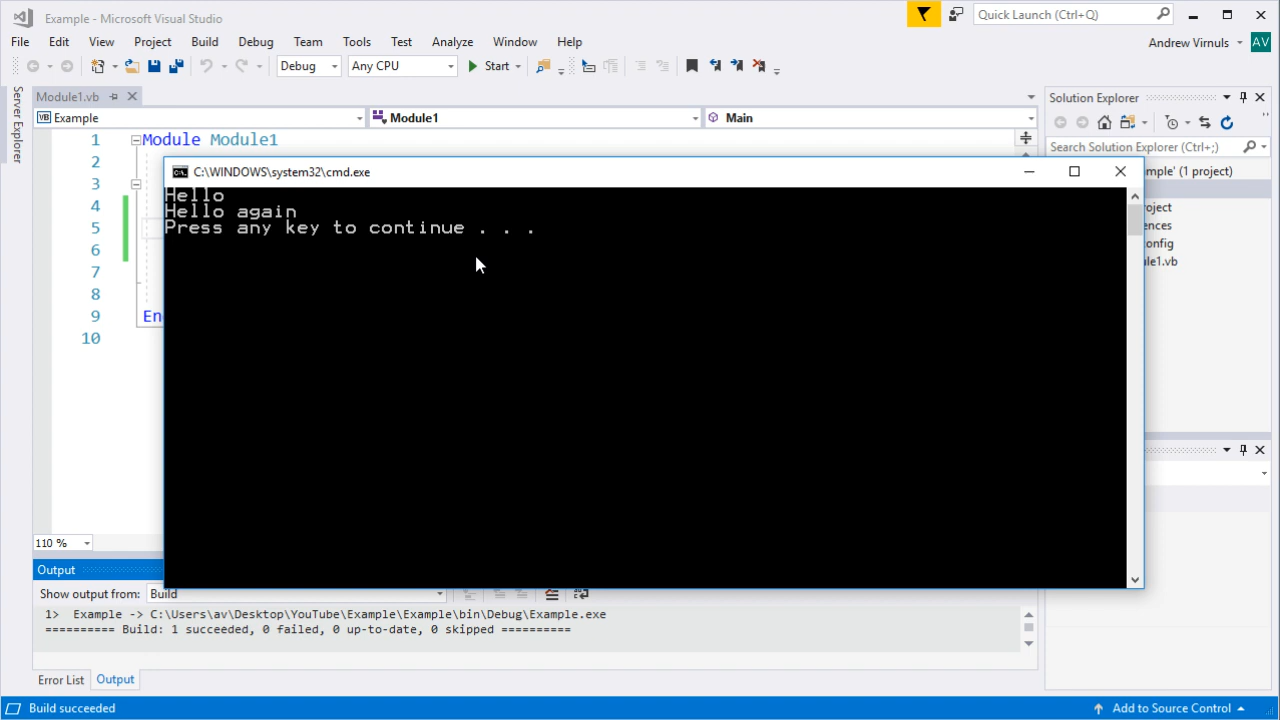 Example - Microsoft Visual Studio
Quick Launch (Ctrl+Q)
File Edit View Project Build Debug Team Tools Test Analyze Window Help
Andrew Virnuls AV
Debug Any CPU Start
Server Explorer
Module1.vb
Solution Explorer
VB Example Module1 Main
Search Solution Explorer (Ctrl+;)
1 Module Module1
2
3
4
5
6
7
8
9 En
10
C:\WINDOWS\system32\cmd.exe
Hello
Hello again
Press any key to continue . . .
mple' (1 project)
oject
ences
onfig
ule1.vb
110 %
Output
Show output from: Build
1> Example -> C:\Users\av\Desktop\YouTube\Example\Example\bin\Debug\Example.exe
========== Build: 1 succeeded, 0 failed, 0 up-to-date, 0 skipped ==========
Error List Output
Build succeeded
Add to Source Control